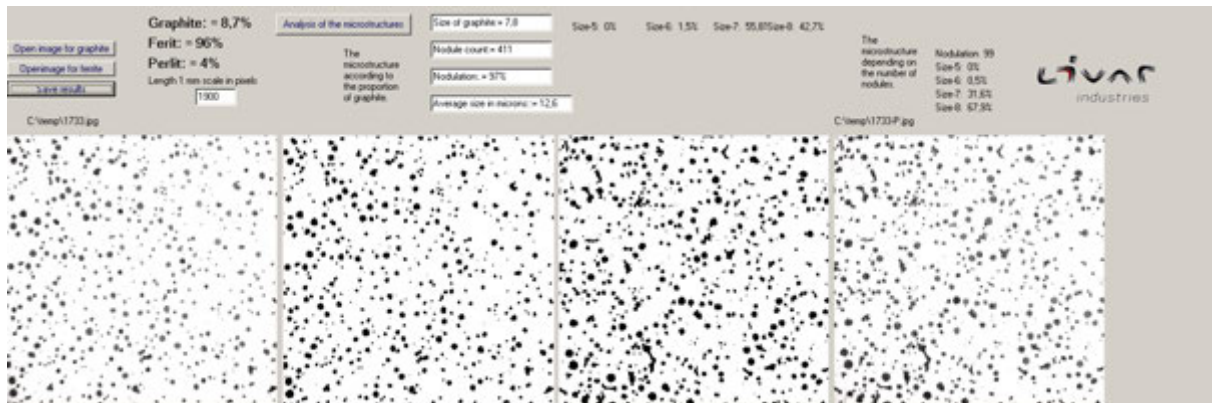 Open image for graphite
Openimage for ferrite
Save results
C:\temp\1733.jpg
Graphite: = 8,7%
Ferit: = 96%
Perlit: = 4%
Length 1 mm scale in pixels
1900
Analysis of the microstructures
The
microstructure
according to
the proportion
of graphite.
Size of graphite = 7,8
Nodule count = 411
Nodulation: = 97%
Average size in microns: = 12,6
Size-5: 0%
Size-6: 1,5%
Size-7: 55,8%
Size-8: 42,7%
The
microstructure
depending on
the number of
nodules.
C:\temp\1733-P.jpg
Nodulation: 99
Size-5: 0%
Size-6: 0,5%
Size-7: 31,6%
Size-8: 67,9%
Livar
industries